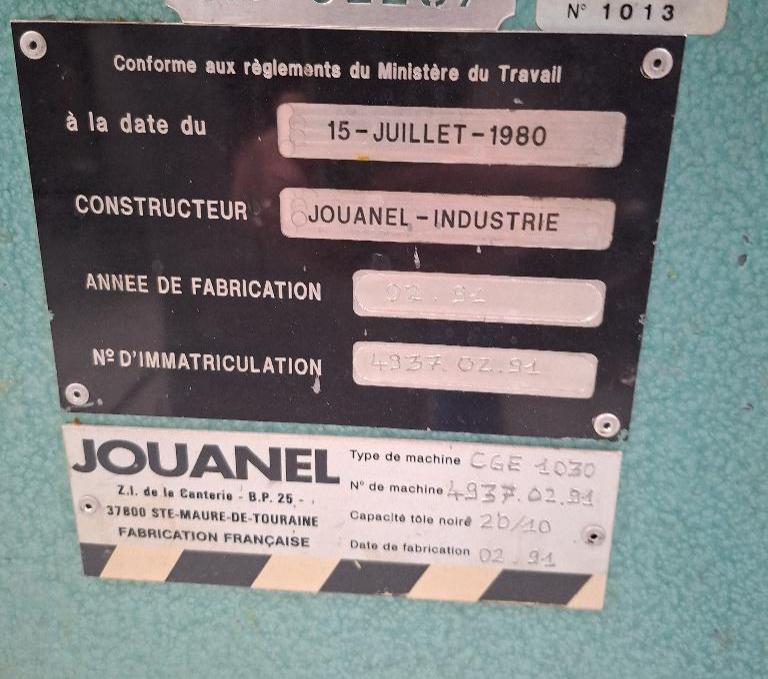 N° 1013
Conforme aux règlements du Ministère du Travail
à la date du 15-JUILLET-1980
CONSTRUCTEUR JOUANEL-INDUSTRIE
ANNEE DE FABRICATION 02.91
Nº D'IMMATRICULATION 4937.02.91
JOUANEL
Z.I. de la Canterie - B.P. 25 -
37800 STE-MAURE-DE-TOURAINE
FABRICATION FRANÇAISE
Type de machine CGE 1030
N° de machine 4937.02.91
Capacité tôle noire 20/10
Date de fabrication 02.91